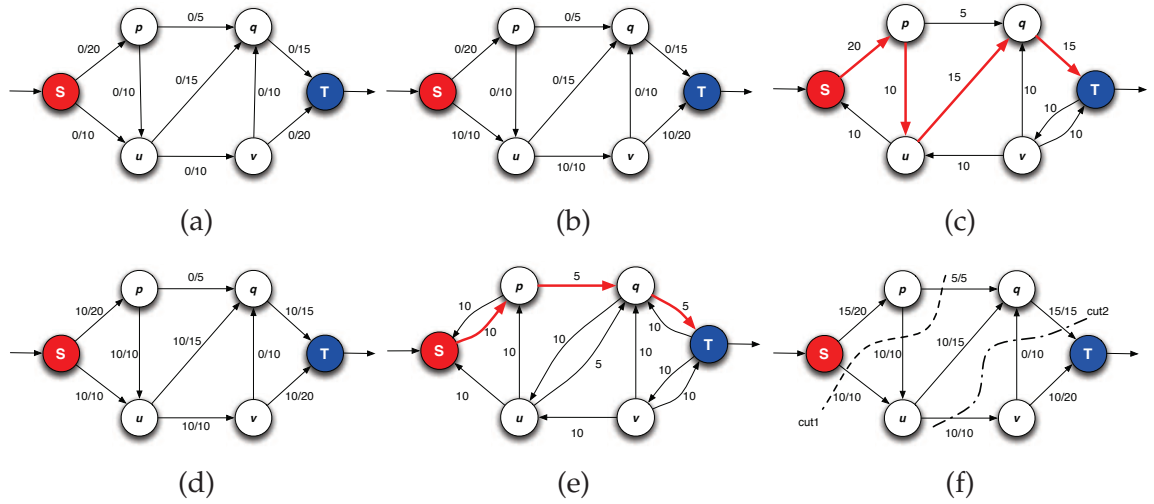 p 0/5 q
0/20 0/15
S 0/10 0/15 0/10 T
0/10 0/20
u 0/10 v
(a)
p 0/5 q
0/20 0/15
S 0/10 0/15 0/10 T
10/10 10/20
u 10/10 v
(b)
p 5 q
20 15
S 10 15 10 10 T
10 10
u 10 v
(c)
p 0/5 q
10/20 10/15
S 10/10 10/15 0/10 T
10/10 10/20
u 10/10 v
(d)
p 5 q
10 5
S 10 10 10 10 T
10 5 10
10 10
u 10 v
(e)
p 5/5 q
15/20 15/15 cut2
S 10/10 10/15 0/10 T
10/10 10/20
cut1 u 10/10 v
(f)